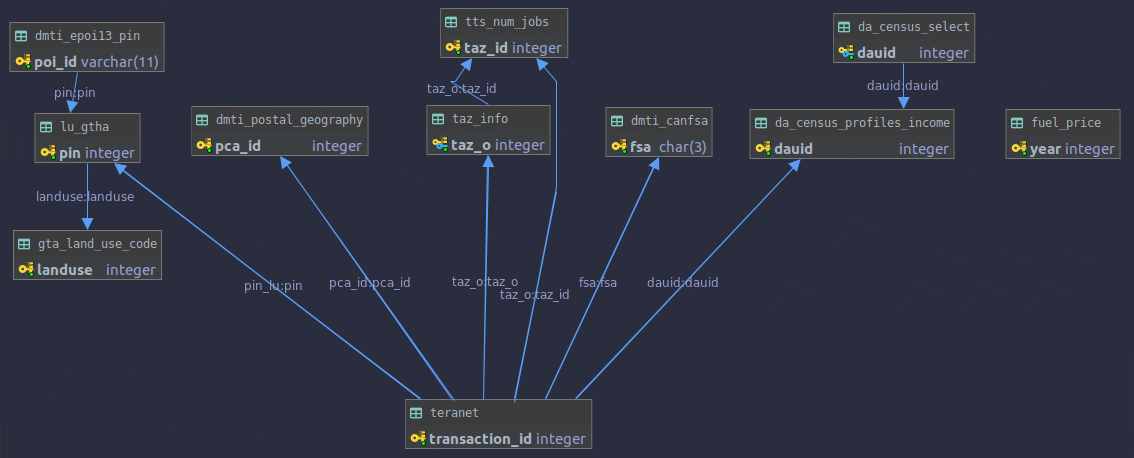 dmti_epoi13_pin
poi_id varchar(11)
tts_num_jobs
taz_id integer
da_census_select
dauid integer
pin:pin
taz_o:taz_id
dauid:dauid
lu_gtha
pin integer
dmti_postal_geography
pca_id integer
taz_info
taz_o integer
dmti_canfsa
fsa char(3)
da_census_profiles_income
dauid integer
fuel_price
year integer
landuse:landuse
gta_land_use_code
landuse integer
pin_lu:pin
pca_id:pca_id
taz_o:taz_o
taz_o:taz_id
fsa:fsa
dauid:dauid
teranet
transaction_id integer